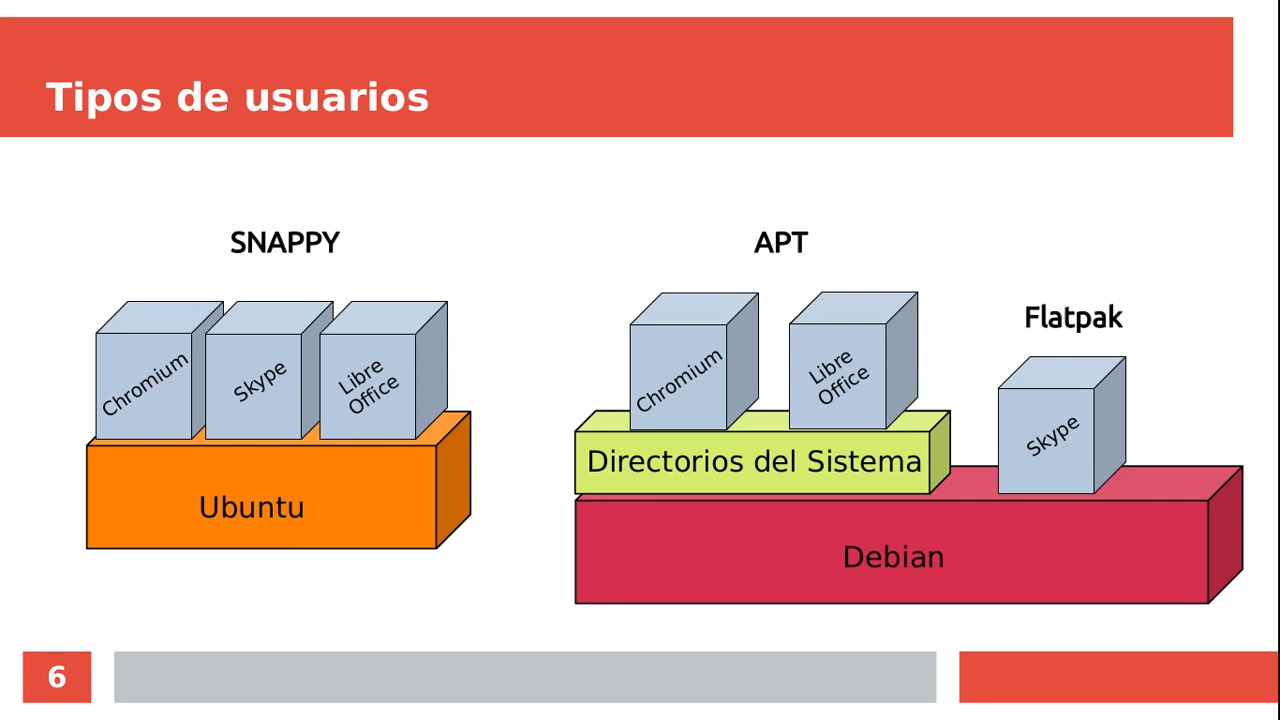 Tipos de usuarios
SNAPPY
Chromium
Skype
Libre
Office
Ubuntu
APT
Chromium
Libre
Office
Directorios del Sistema
Flatpak
Skype
Debian
6